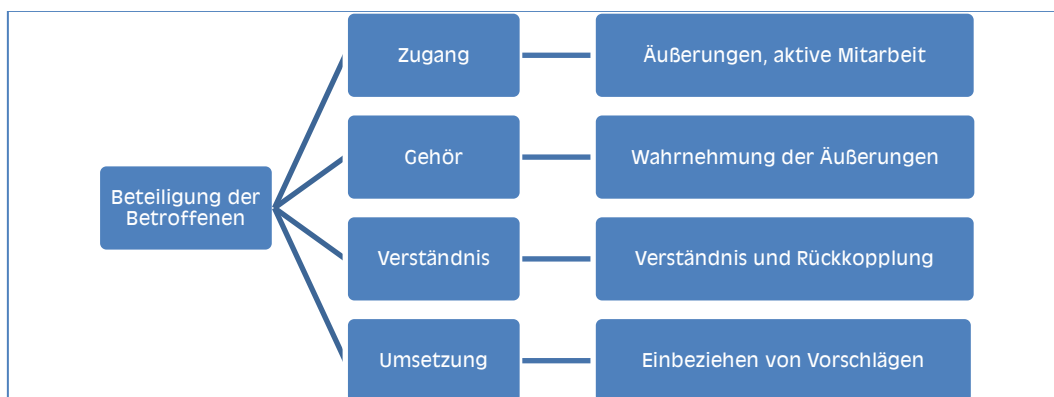 Zugang
Äußerungen, aktive Mitarbeit
Gehör
Wahrnehmung der Äußerungen
Beteiligung der
Betroffenen
Verständnis
Verständnis und Rückkopplung
Umsetzung
Einbeziehen von Vorschlägen